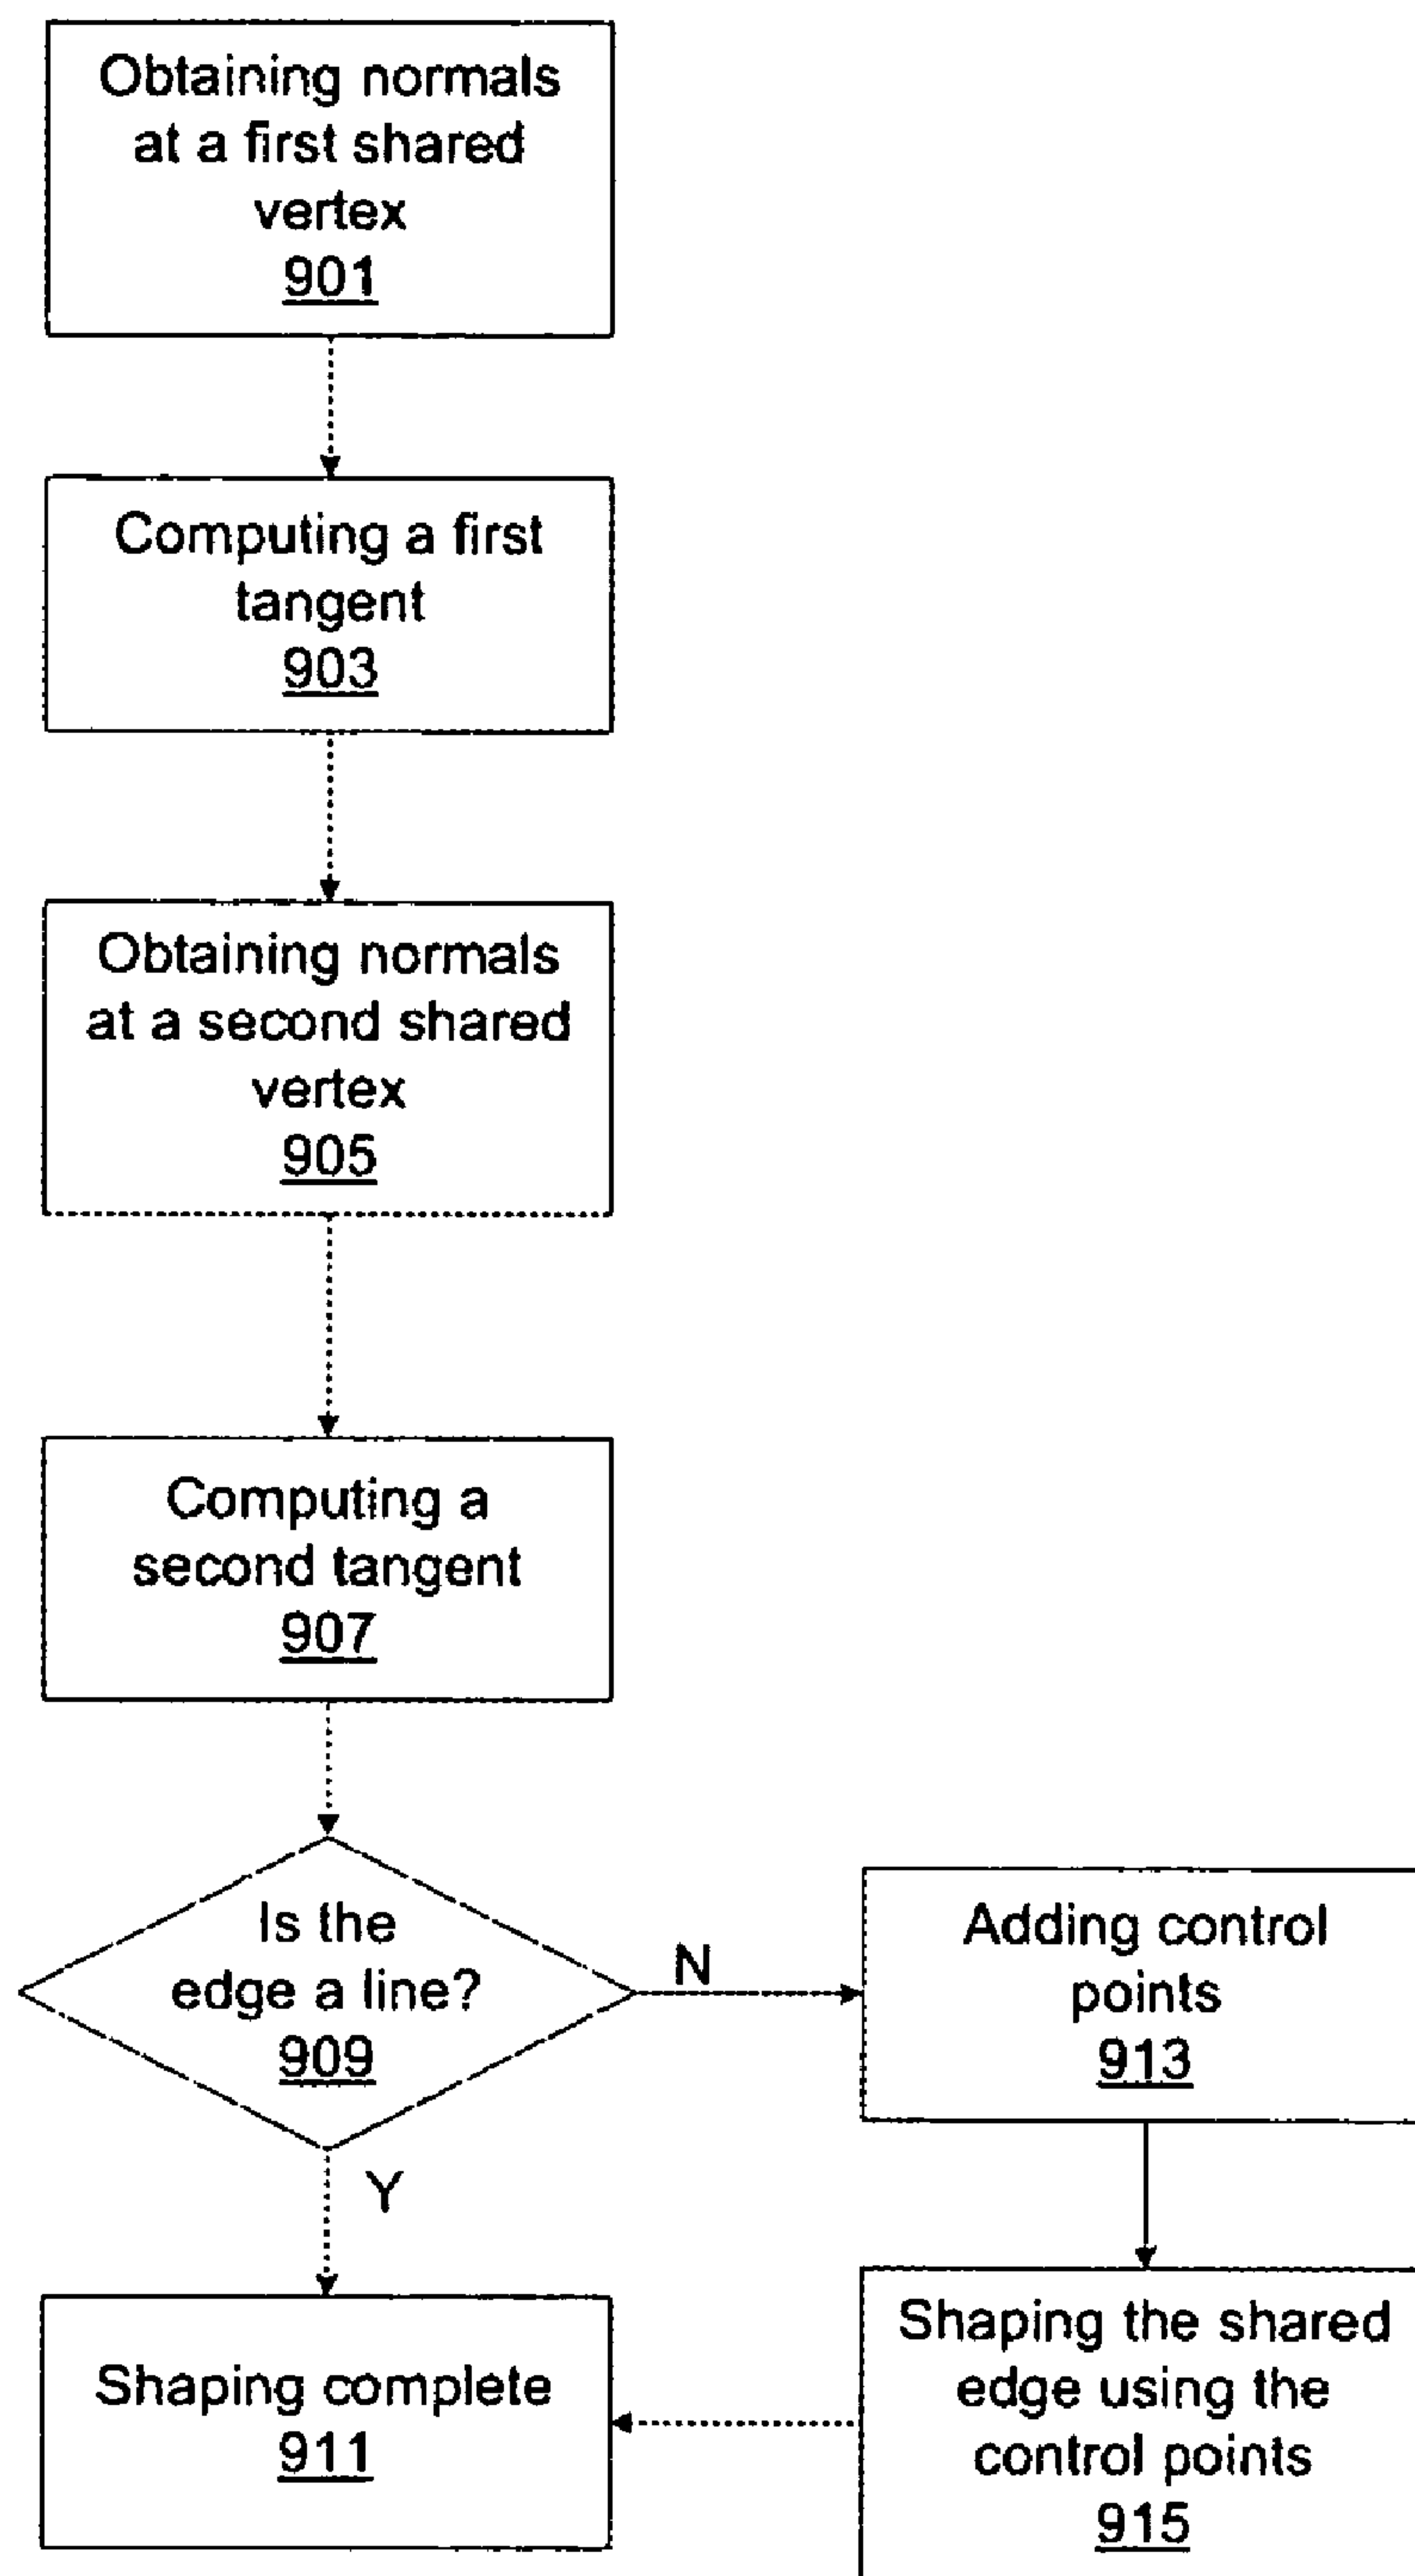 Obtaining normals
at a first shared
vertex
901
Computing a first
tangent
903
Obtaining normals
at a second shared
vertex
905
Computing a
second tangent
907
Is the
edge a line?
909
N
Adding control
points
913
Y
Shaping complete
911
Shaping the shared
edge using the
control points
915